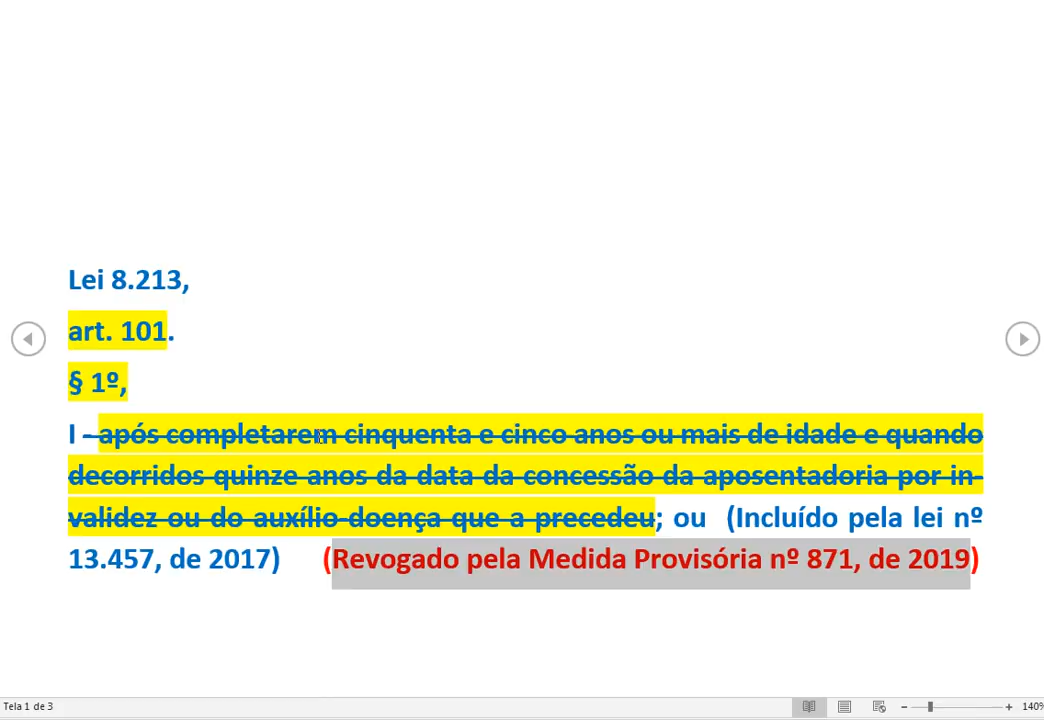 Lei 8.213,
art. 101.
§ 1º,
I - após completarem cinquenta e cinco anos ou mais de idade e quando
decorridos quinze anos da data da concessão da aposentadoria por in-
validez ou do auxílio-doença que a precedeu; ou (Incluído pela lei nº
13.457, de 2017) (Revogado pela Medida Provisória nº 871, de 2019)
Tela 1 de 3
140%